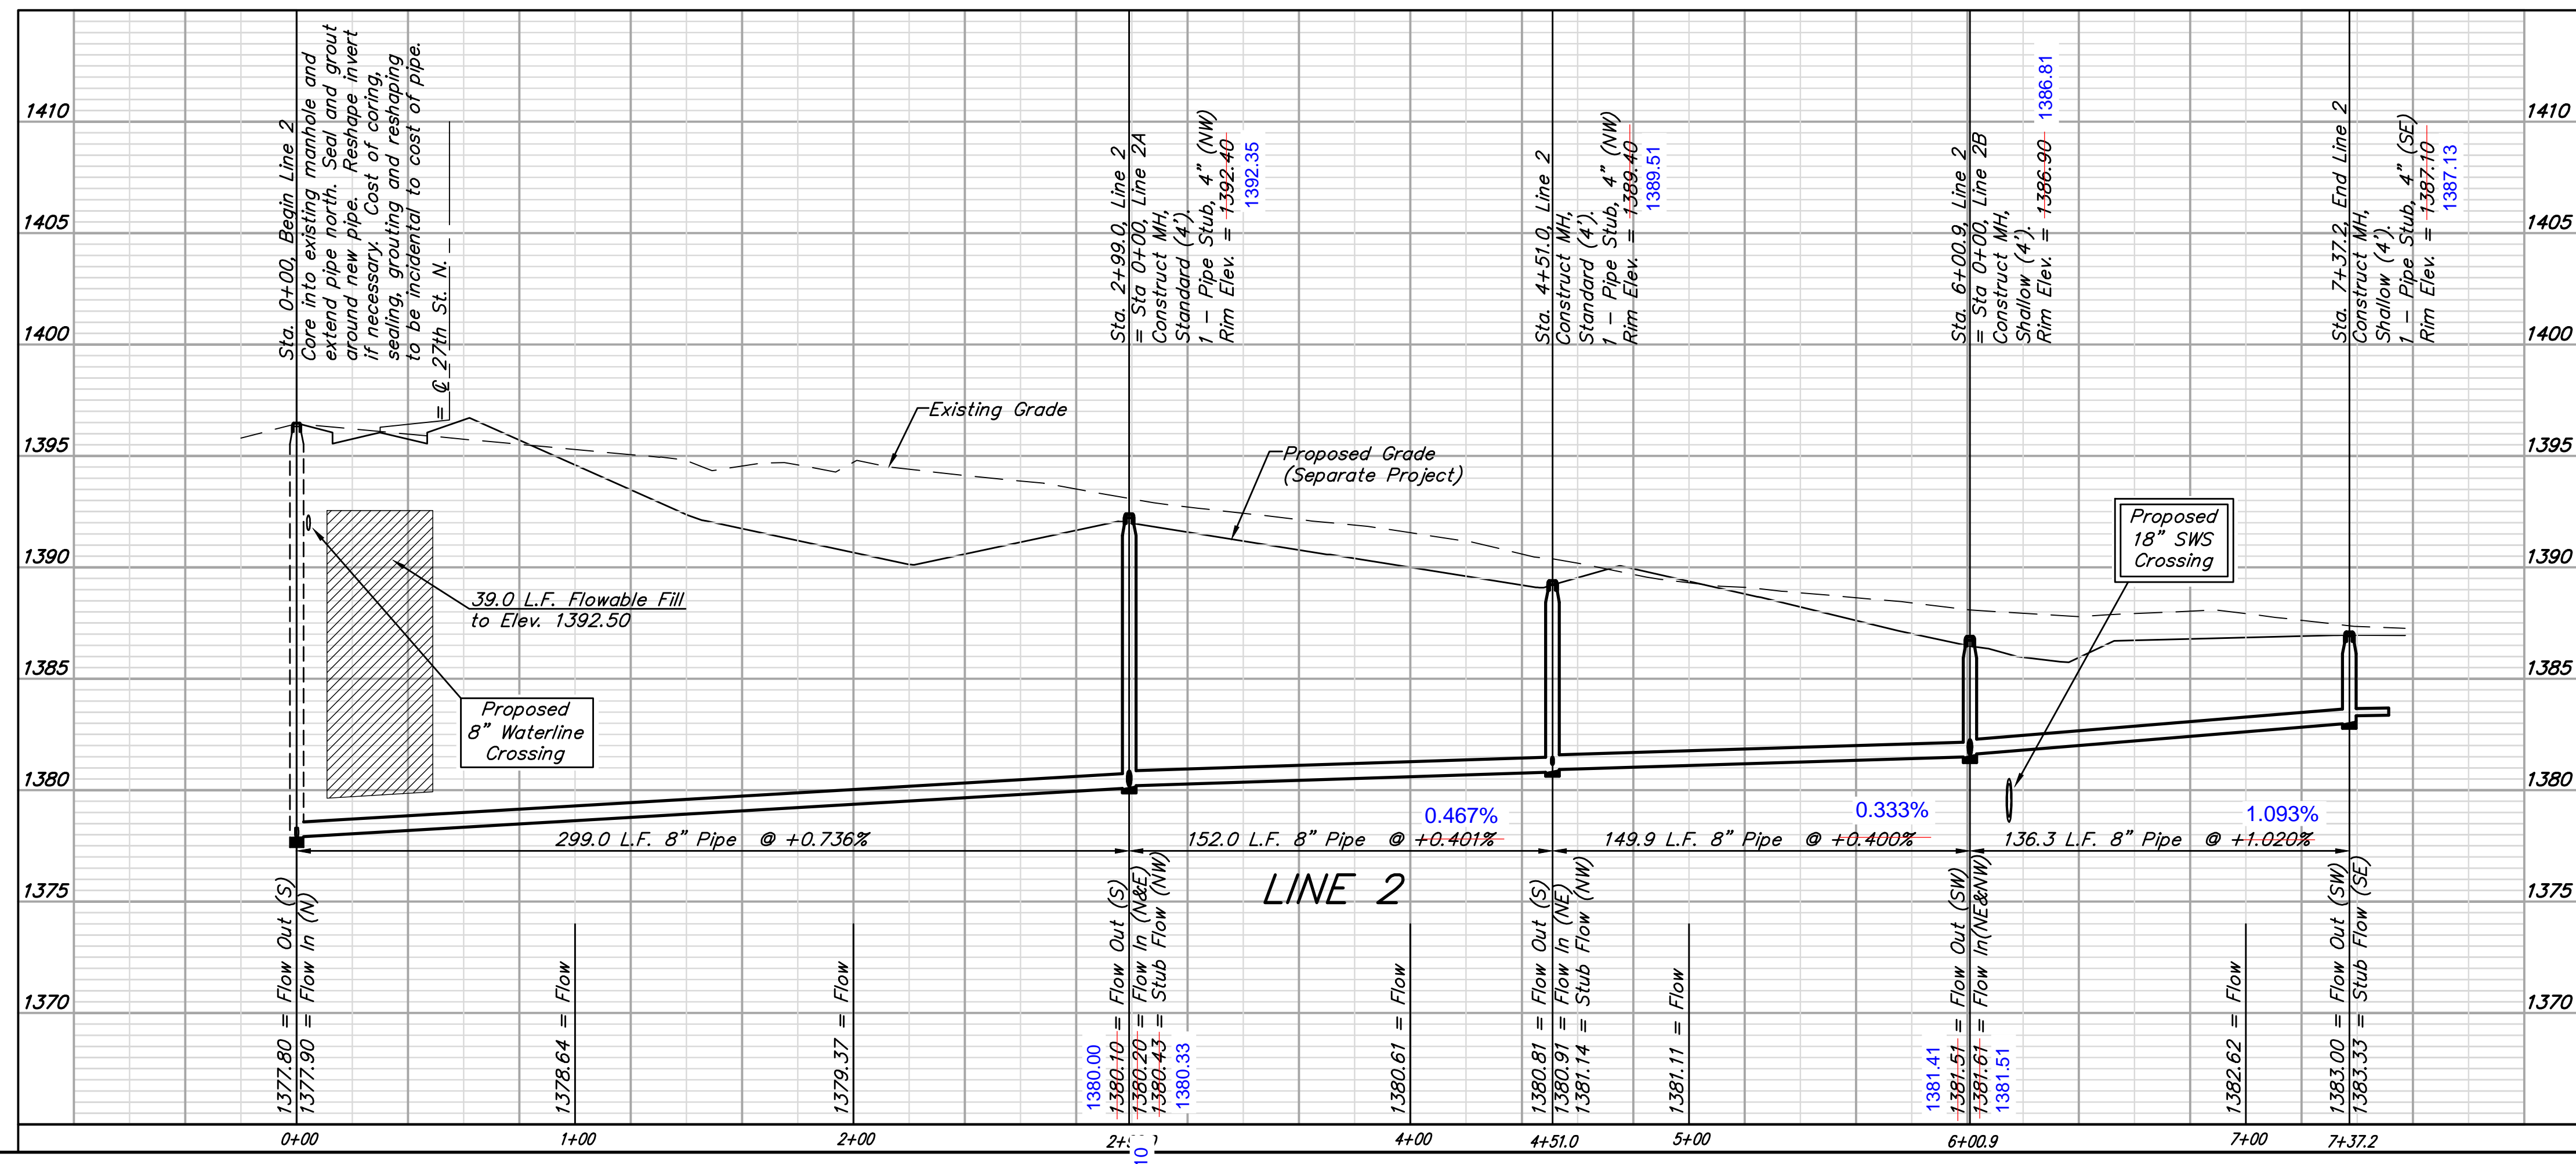 Sta. 0+00, Begin Line 2
Core into existing manhole and
extend pipe north. Seal and grout
around new pipe. Reshape invert
if necessary. Cost of coring,
sealing, grouting and reshaping
to be incidental to cost of pipe.
= ℄ 27th St. N.
Sta. 2+99.0, Line 2
= Sta 0+00, Line 2A
Construct MH,
Standard (4').
1 - Pipe Stub, 4" (NW)
Rim Elev. = 1392.40
1392.35
Sta. 4+51.0, Line 2
Construct MH,
Standard (4').
1 - Pipe Stub, 4" (NW)
Rim Elev. = 1389.40
1389.51
Sta. 6+00.9, Line 2
= Sta 0+00, Line 2B
Construct MH,
Shallow (4').
Rim Elev. = 1386.90
1386.81
Sta. 7+37.2, End Line 2
Construct MH,
Shallow (4').
1 - Pipe Stub, 4" (SE)
Rim Elev. = 1387.10
1387.13
1410
1405
1400
1395
1390
1385
1380
1375
1370
1410
1405
1400
1395
1390
1385
1380
1375
1370
Existing Grade
Proposed Grade
(Separate Project)
Proposed
18" SWS
Crossing
39.0 L.F. Flowable Fill
to Elev. 1392.50
Proposed
8" Waterline
Crossing
299.0 L.F. 8" Pipe @ +0.736%
0.467%
152.0 L.F. 8" Pipe @ +0.401%
0.333%
149.9 L.F. 8" Pipe @ +0.400%
1.093%
136.3 L.F. 8" Pipe @ +1.020%
LINE 2
1377.80 = Flow Out (S)
1377.90 = Flow In (N)
1378.64 = Flow
1379.37 = Flow
1380.00
1380.10 = Flow Out (S)
1380.20 = Flow In (N&E)
1380.43 = Stub Flow (NW)
1380.33
1380.61 = Flow
1380.81 = Flow Out (S)
1380.91 = Flow In (NE)
1381.14 = Stub Flow (NW)
1381.11 = Flow
1381.41
1381.51 = Flow Out (SW)
1381.61 = Flow In(NE&NW)
1381.51
1382.62 = Flow
1383.00 = Flow Out (SW)
1383.33 = Stub Flow (SE)
0+00
1+00
2+00
10
4+00
4+51.0
5+00
6+00.9
7+00
7+37.2